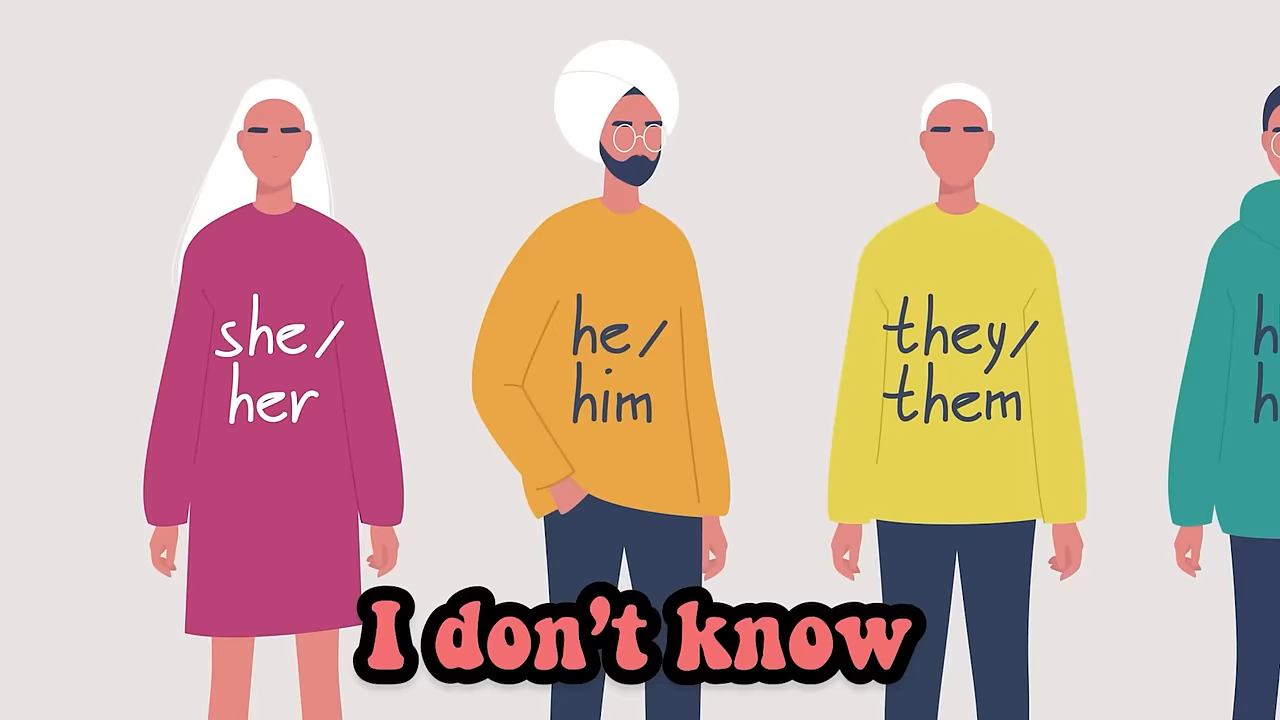 she/
her
he/
him
they/
them
h
h
I don't know